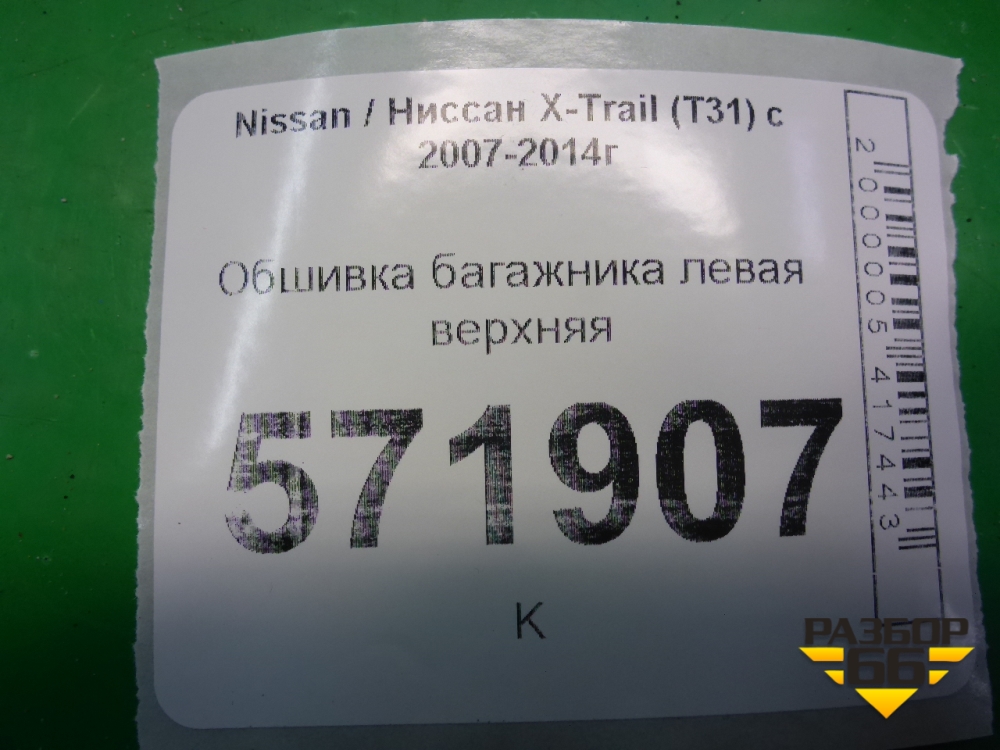 Nissan / Ниссан X-Trail (T31) с
2007-2014г
Обшивка багажника левая
верхняя
571907
К
2000005417443
РАЗБОР
66